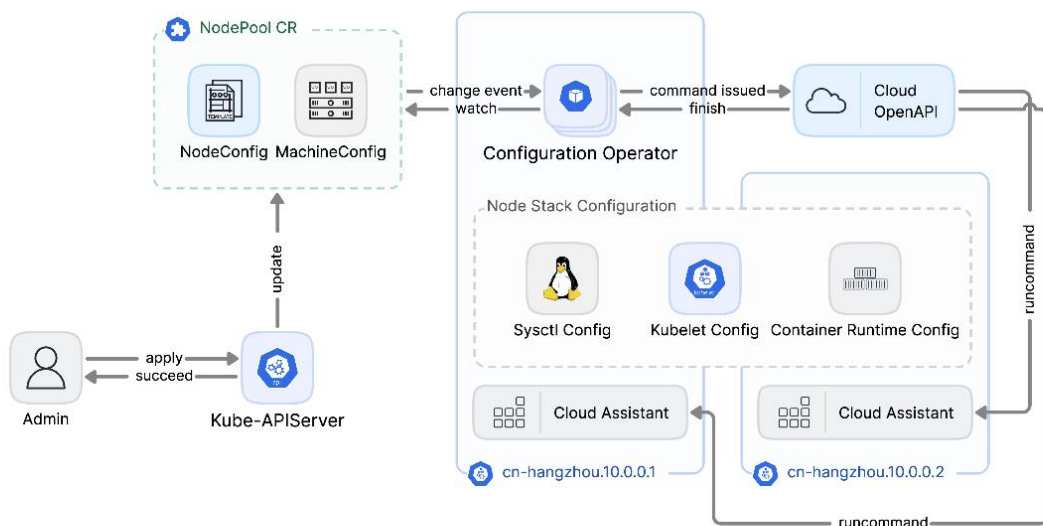 NodePool CR
TEMPLATE
NodeConfig
MachineConfig
change event
watch
Configuration Operator
command issued
finish
Cloud
OpenAPI
runcommand
update
Node Stack Configuration
Sysctl Config
Kubelet Config
Container Runtime Config
Admin
apply
succeed
Kube-APIServer
Cloud Assistant
Cloud Assistant
cn-hangzhou.10.0.0.1
cn-hangzhou.10.0.0.2
runcommand